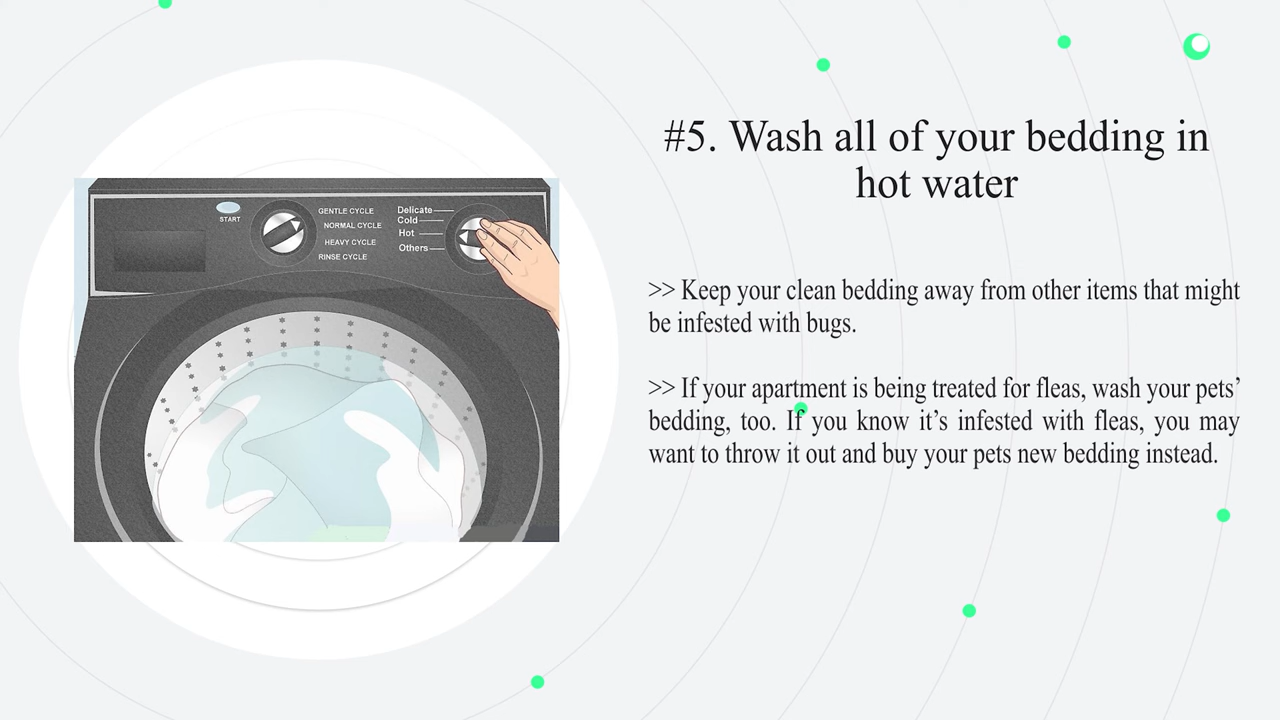 #5. Wash all of your bedding in
hot water
START
GENTLE CYCLE
NORMAL CYCLE
HEAVY CYCLE
RINSE CYCLE
Delicate
Cold
Hot
Others
>> Keep your clean bedding away from other items that might
be infested with bugs.
>> If your apartment is being treated for fleas, wash your pets’
bedding, too. If you know it’s infested with fleas, you may
want to throw it out and buy your pets new bedding instead.